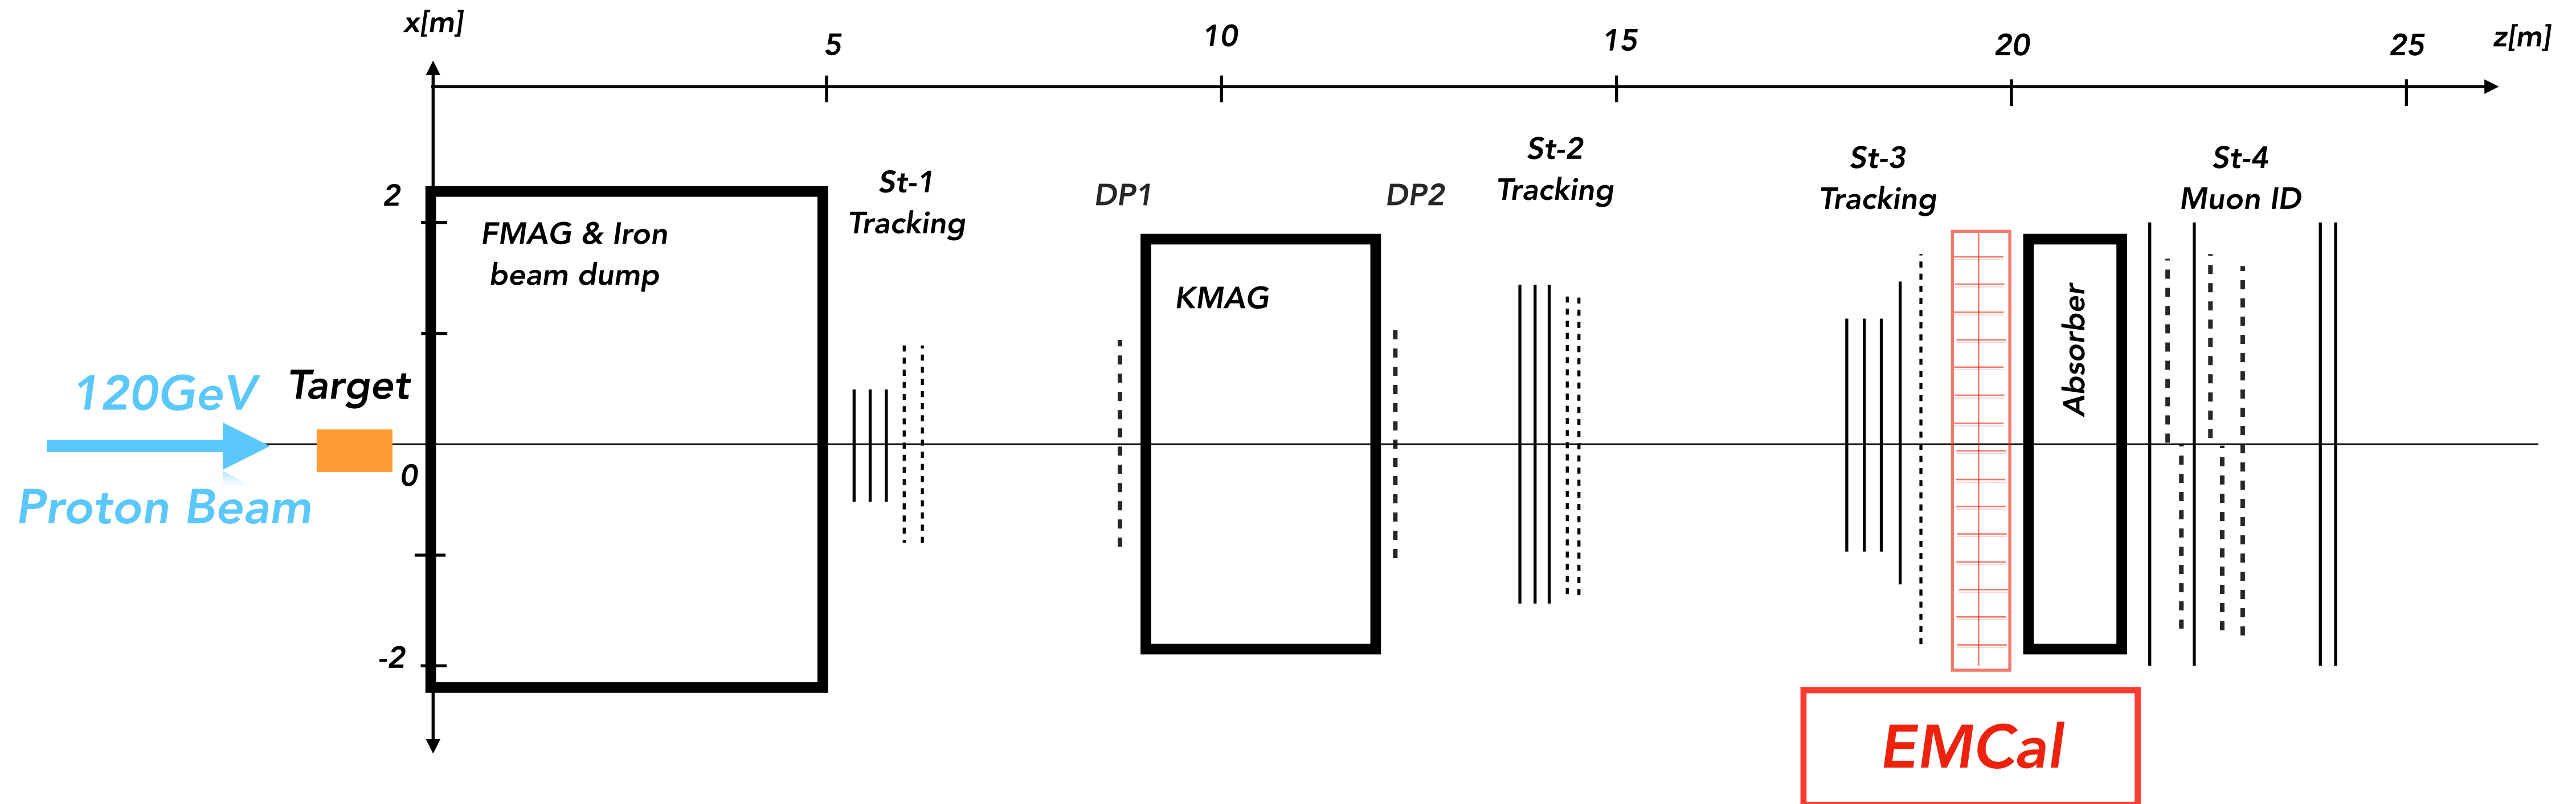 x[m]
5
10
15
20
25
z[m]
St-1
Tracking
DP1
DP2
St-2
Tracking
St-3
Tracking
St-4
Muon ID
2
FMAG & Iron
beam dump
KMAG
Absorber
120GeV
Target
0
Proton Beam
-2
EMCal